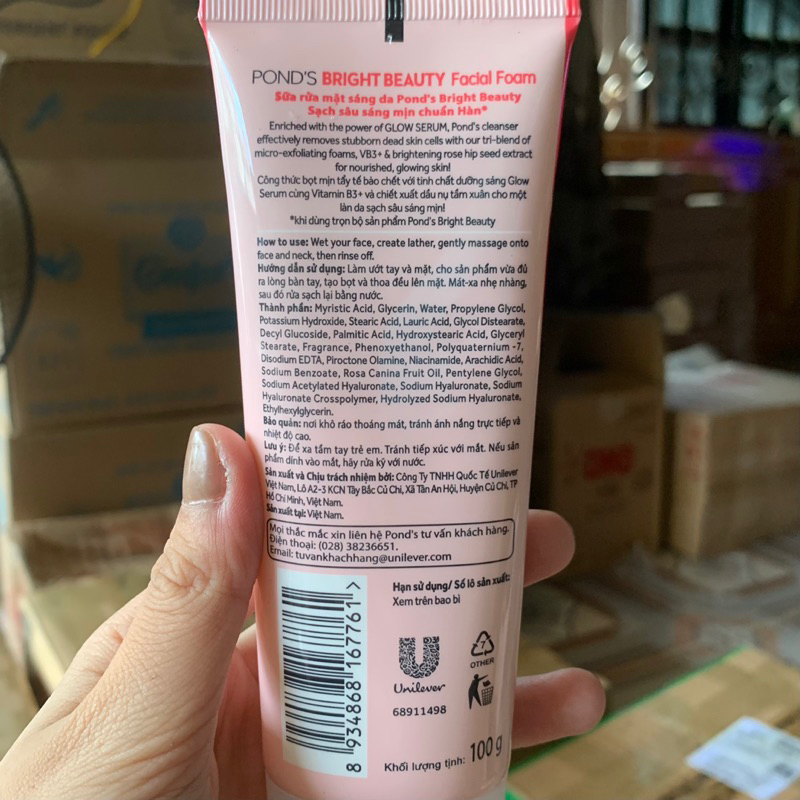 POND'S BRIGHT BEAUTY Facial Foam
Sữa rửa mặt sáng da Pond's Bright Beauty
Sạch sâu sáng mịn chuẩn Hàn*
Enriched with the power of GLOW SERUM, Pond's cleanser
effectively removes stubborn dead skin cells with our tri-blend of
micro-exfoliating foams, VB3+ & brightening rose hip seed extract
for nourished, glowing skin!
Công thức bọt mịn tẩy tế bào chết với tinh chất dưỡng sáng Glow
Serum cùng Vitamin B3+ và chiết xuất dầu nụ tầm xuân cho một
làn da sạch sâu sáng mịn!
*khi dùng trọn bộ sản phẩm Pond's Bright Beauty
How to use: Wet your face, create lather, gently massage onto
face and neck, then rinse off.
Hướng dẫn sử dụng: Làm ướt tay và mặt, cho sản phẩm vừa đủ
ra lòng bàn tay, tạo bọt và thoa đều lên mặt. Mát-xa nhẹ nhàng,
sau đó rửa sạch lại bằng nước.
Thành phần: Myristic Acid, Glycerin, Water, Propylene Glycol,
Potassium Hydroxide, Stearic Acid, Lauric Acid, Glycol Distearate,
Decyl Glucoside, Palmitic Acid, Hydroxystearic Acid, Glyceryl
Stearate, Fragrance, Phenoxyethanol, Polyquaternium -7,
Disodium EDTA, Piroctone Olamine, Niacinamide, Arachidic Acid,
Sodium Benzoate, Rosa Canina Fruit Oil, Pentylene Glycol,
Sodium Acetylated Hyaluronate, Sodium Hyaluronate, Sodium
Hyaluronate Crosspolymer, Hydrolyzed Sodium Hyaluronate,
Ethylhexylglycerin.
Bảo quản: nơi khô ráo thoáng mát, tránh ánh nắng trực tiếp và
nhiệt độ cao.
Lưu ý: Để xa tầm tay trẻ em. Tránh tiếp xúc với mắt. Nếu sản
phẩm dính vào mắt, hãy rửa kỹ với nước.
Sản xuất và Chịu trách nhiệm bởi: Công Ty TNHH Quốc Tế Unilever
Việt Nam, Lô A2-3 KCN Tây Bắc Củ Chi, Xã Tân An Hội, Huyện Củ Chi, TP
Hồ Chí Minh, Việt Nam.
Sản xuất tại: Việt Nam.
Mọi thắc mắc xin liên hệ Pond's tư vấn khách hàng.
Điện thoại: (028) 38236651.
Email: tuvankhachhang@unilever.com
Hạn sử dụng/ Số lô sản xuất:
Xem trên bao bì
7
OTHER
Unilever
68911498
Khối lượng tịnh: 100 g
8 934868 167761 >